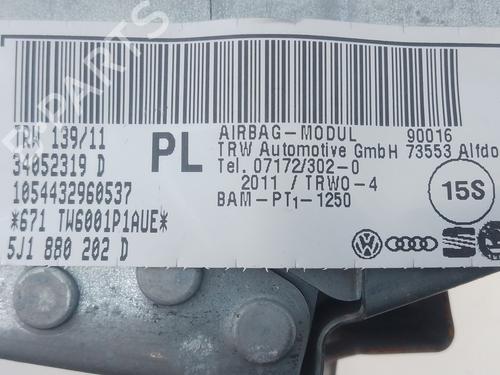 TRW 139/11
34052319 D
1054432960537
*671 TW6001P1AUE*
5J1 880 202 D
PL
AIRBAG-MODUL 90016
TRW Automotive GmbH 73553 Alfdo
Tel. 07172/302-0
2011 / TRWO-4
BAM-PT1-1250
15S